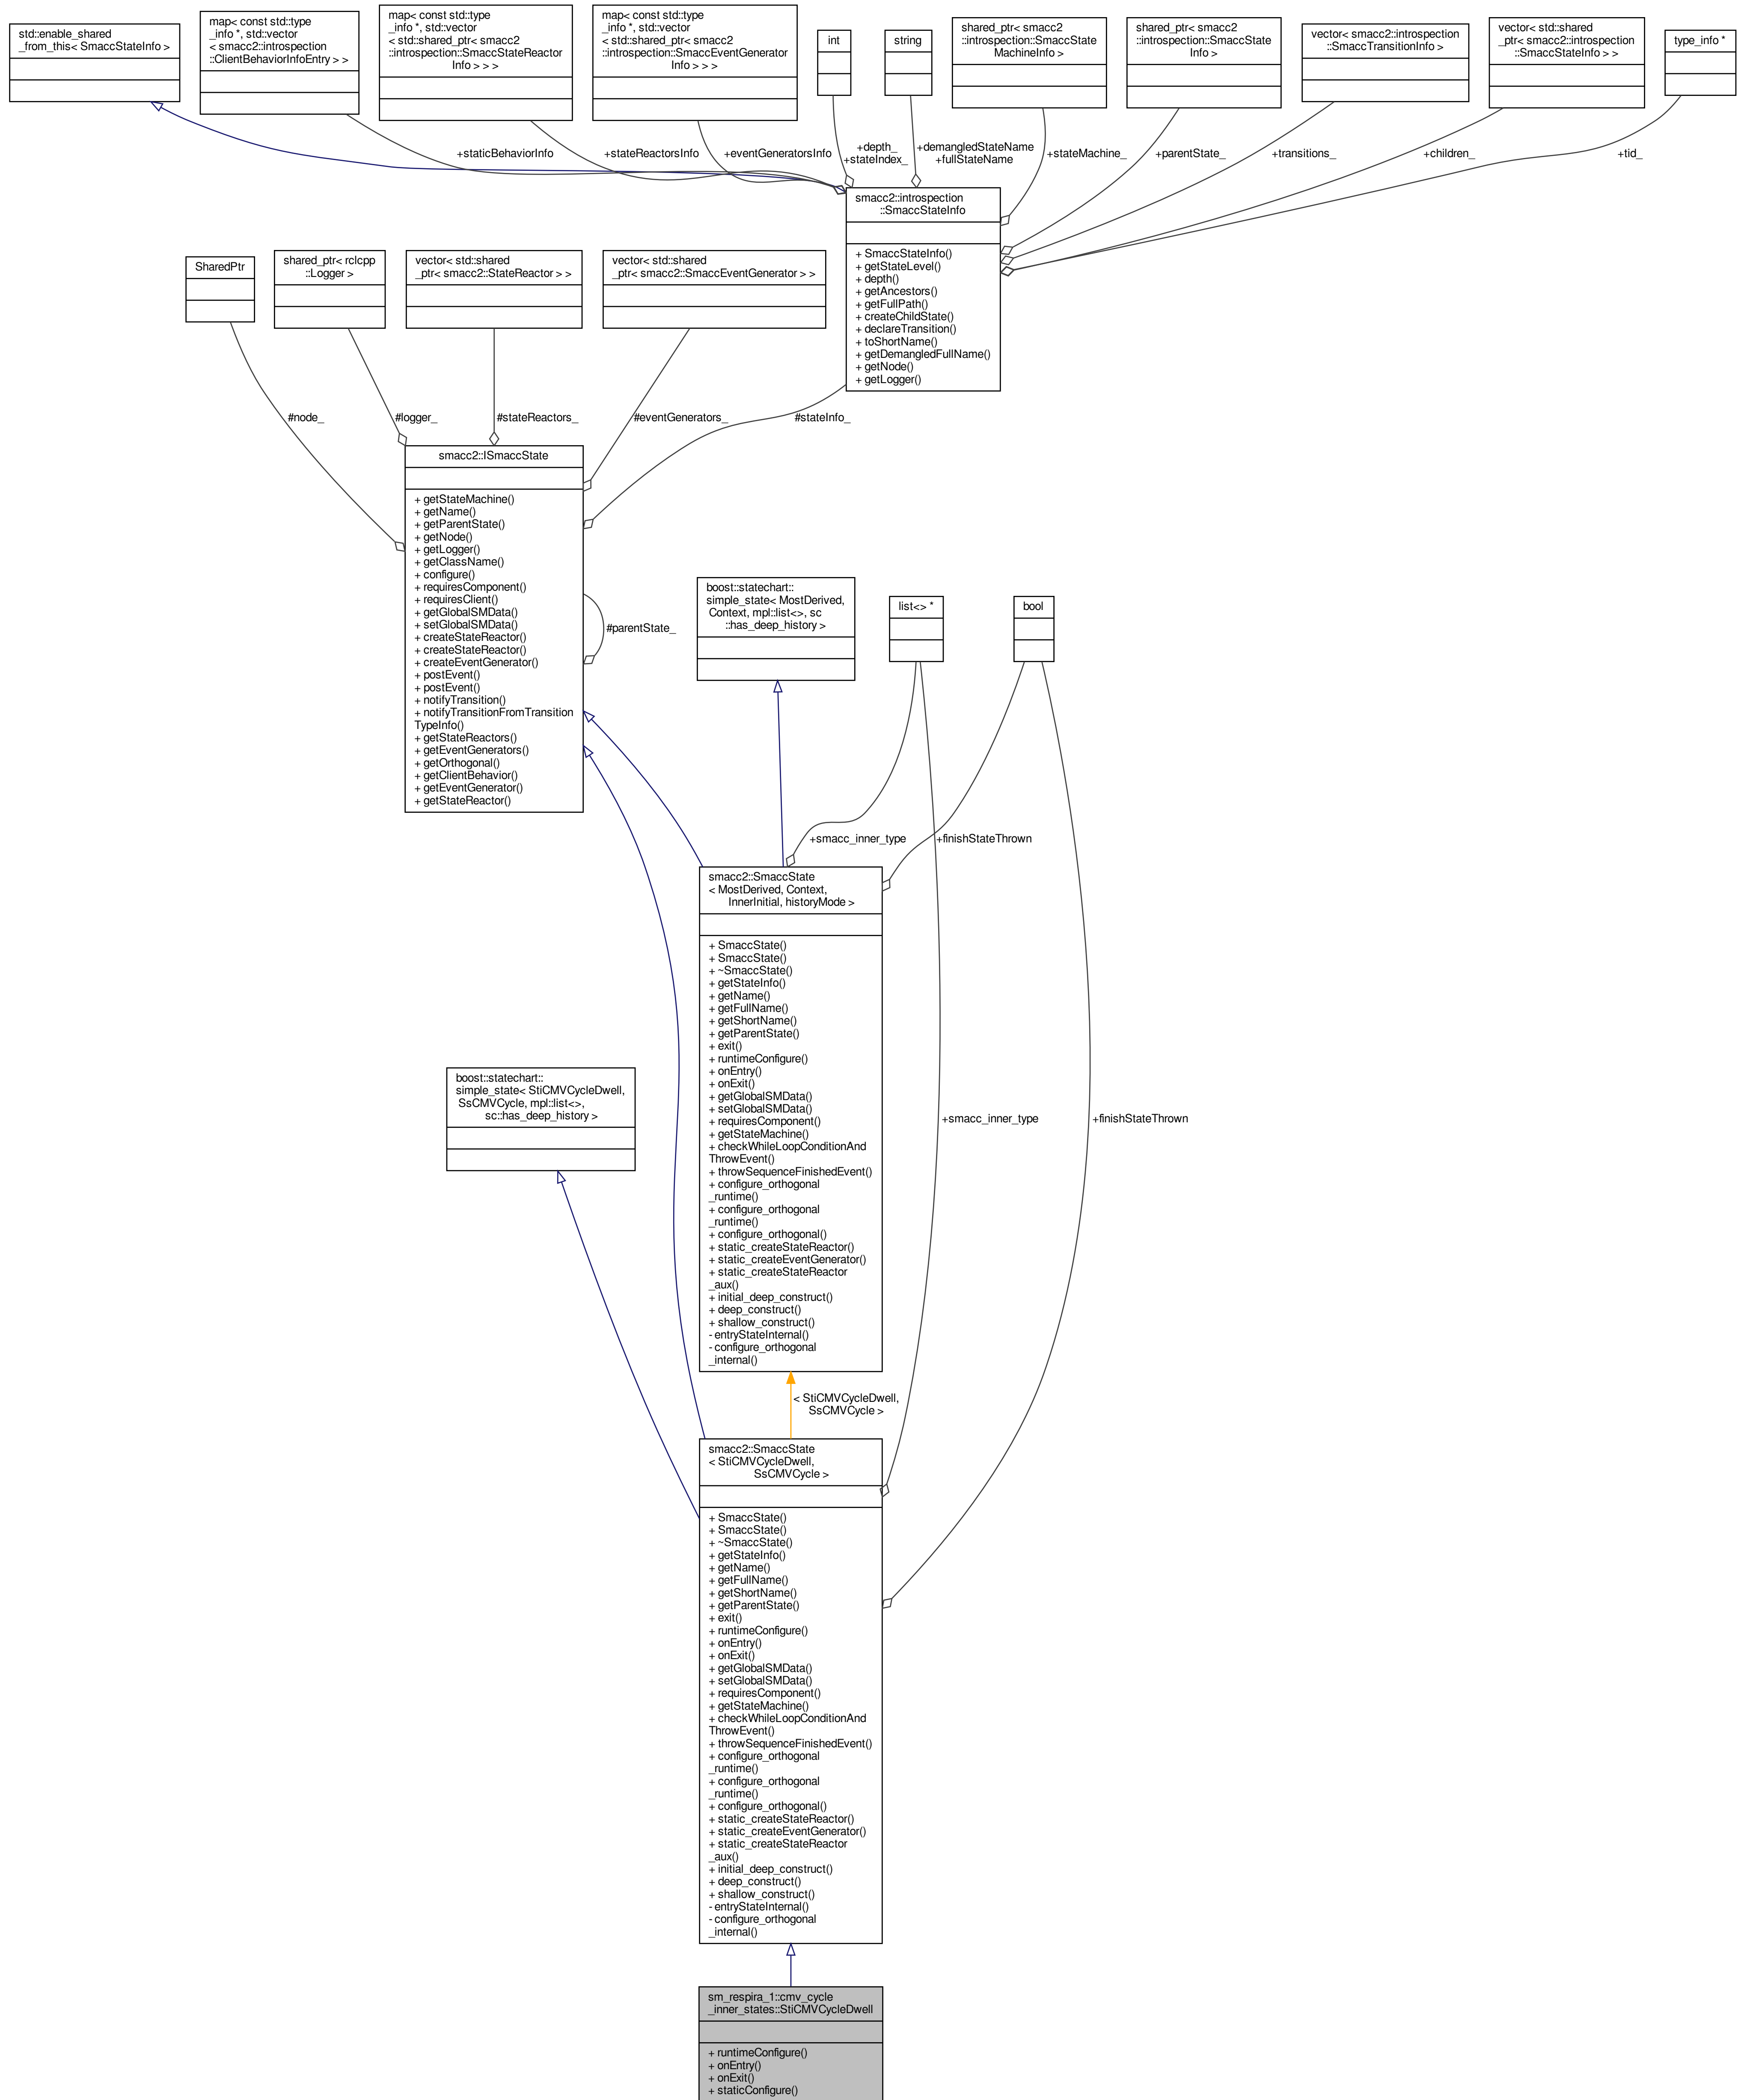 std::enable_shared
_from_this< SmaccStateInfo >
map< const std::type
_info *, std::vector
< smacc2::introspection
::ClientBehaviorInfoEntry > >
map< const std::type
_info *, std::vector
< std::shared_ptr< smacc2
::introspection::SmaccStateReactor
Info > > >
map< const std::type
_info *, std::vector
< std::shared_ptr< smacc2
::introspection::SmaccEventGenerator
Info > > >
int
string
shared_ptr< smacc2
::introspection::SmaccState
MachineInfo >
shared_ptr< smacc2
::introspection::SmaccState
Info >
vector< smacc2::introspection
::SmaccTransitionInfo >
vector< std::shared
_ptr< smacc2::introspection
::SmaccStateInfo > >
type_info *
+staticBehaviorInfo
+stateReactorsInfo
+eventGeneratorsInfo
+depth_
+stateIndex_
+demangledStateName
+fullStateName
+stateMachine_
+parentState_
+transitions_
+children_
+tid_
smacc2::introspection
::SmaccStateInfo
+ SmaccStateInfo()
+ getStateLevel()
+ depth()
+ getAncestors()
+ getFullPath()
+ createChildState()
+ declareTransition()
+ toShortName()
+ getDemangledFullName()
+ getNode()
+ getLogger()
SharedPtr
shared_ptr< rclcpp
::Logger >
vector< std::shared
_ptr< smacc2::StateReactor > >
vector< std::shared
_ptr< smacc2::SmaccEventGenerator > >
#node_
#logger_
#stateReactors_
#eventGenerators_
#stateInfo_
smacc2::ISmaccState
+ getStateMachine()
+ getName()
+ getParentState()
+ getNode()
+ getLogger()
+ getClassName()
+ configure()
+ requiresComponent()
+ requiresClient()
+ getGlobalSMData()
+ setGlobalSMData()
+ createStateReactor()
+ createStateReactor()
+ createEventGenerator()
+ postEvent()
+ postEvent()
+ notifyTransition()
+ notifyTransitionFromTransition
TypeInfo()
+ getStateReactors()
+ getEventGenerators()
+ getOrthogonal()
+ getClientBehavior()
+ getEventGenerator()
+ getStateReactor()
#parentState_
boost::statechart::
simple_state< MostDerived,
Context, mpl::list<>, sc
::has_deep_history >
list<> *
bool
+smacc_inner_type
+finishStateThrown
smacc2::SmaccState
< MostDerived, Context,
InnerInitial, historyMode >
+ SmaccState()
+ SmaccState()
+ ~SmaccState()
+ getStateInfo()
+ getName()
+ getFullName()
+ getShortName()
+ getParentState()
+ exit()
+ runtimeConfigure()
+ onEntry()
+ onExit()
+ getGlobalSMData()
+ setGlobalSMData()
+ requiresComponent()
+ getStateMachine()
+ checkWhileLoopConditionAnd
ThrowEvent()
+ throwSequenceFinishedEvent()
+ configure_orthogonal
_runtime()
+ configure_orthogonal
_runtime()
+ configure_orthogonal()
+ static_createStateReactor()
+ static_createEventGenerator()
+ static_createStateReactor
_aux()
+ initial_deep_construct()
+ deep_construct()
+ shallow_construct()
- entryStateInternal()
- configure_orthogonal
_internal()
boost::statechart::
simple_state< StiCMVCycleDwell,
SsCMVCycle, mpl::list<>,
sc::has_deep_history >
+smacc_inner_type
+finishStateThrown
< StiCMVCycleDwell,
SsCMVCycle >
smacc2::SmaccState
< StiCMVCycleDwell,
SsCMVCycle >
+ SmaccState()
+ SmaccState()
+ ~SmaccState()
+ getStateInfo()
+ getName()
+ getFullName()
+ getShortName()
+ getParentState()
+ exit()
+ runtimeConfigure()
+ onEntry()
+ onExit()
+ getGlobalSMData()
+ setGlobalSMData()
+ requiresComponent()
+ getStateMachine()
+ checkWhileLoopConditionAnd
ThrowEvent()
+ throwSequenceFinishedEvent()
+ configure_orthogonal
_runtime()
+ configure_orthogonal
_runtime()
+ configure_orthogonal()
+ static_createStateReactor()
+ static_createEventGenerator()
+ static_createStateReactor
_aux()
+ initial_deep_construct()
+ deep_construct()
+ shallow_construct()
- entryStateInternal()
- configure_orthogonal
_internal()
sm_respira_1::cmv_cycle
_inner_states::StiCMVCycleDwell
+ runtimeConfigure()
+ onEntry()
+ onExit()
+ staticConfigure()